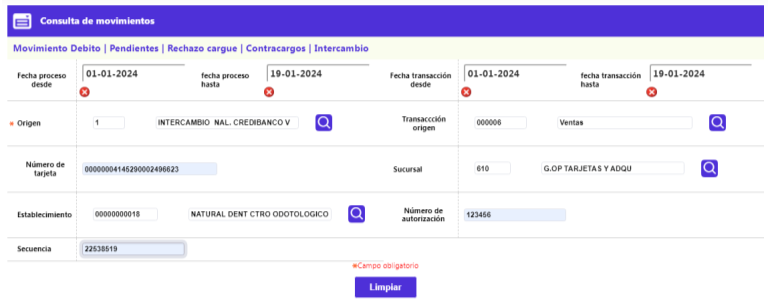 Consulta de movimientos
Movimiento Debito | Pendientes | Rechazo cargue | Contracargos | Intercambio
Fecha proceso desde
01-01-2024
fecha proceso hasta
19-01-2024
Fecha transacción desde
01-01-2024
fecha transacción hasta
19-01-2024
* Origen
1
INTERCAMBIO NAL. CREDIBANCO V
Transaccción origen
000006
Ventas
Número de tarjeta
00000004145290002496623
Sucursal
610
G.OP TARJETAS Y ADQU
Establecimiento
00000000018
NATURAL DENT CTRO ODOTOLOGICO
Número de autorización
123456
Secuencia
22538519
*Campo obligatorio
Limpiar